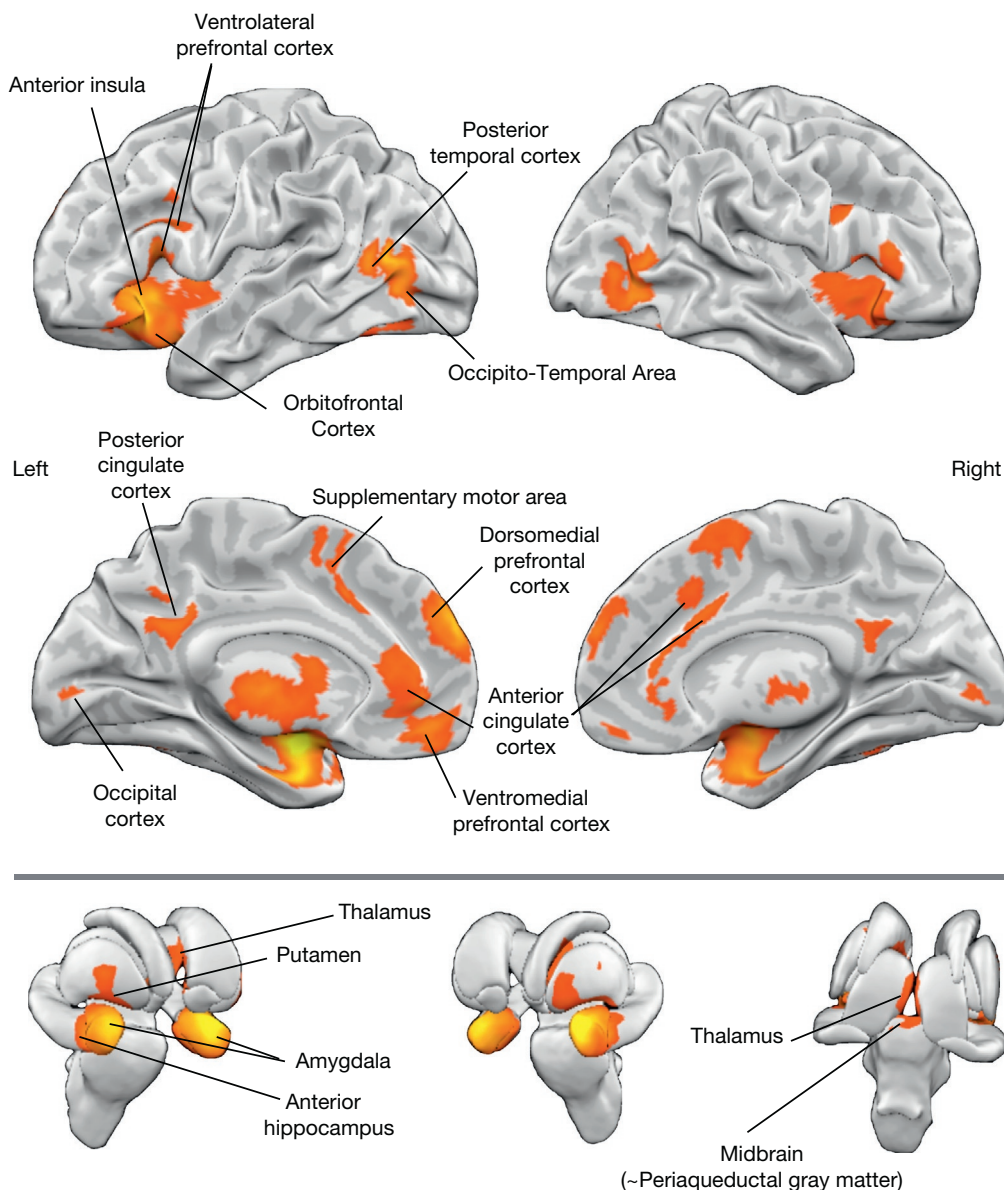 Ventrolateral
prefrontal cortex
Anterior insula
Posterior
temporal cortex
Occipito-Temporal Area
Orbitofrontal
Cortex
Posterior
cingulate
cortex
Left
Right
Supplementary motor area
Dorsomedial
prefrontal
cortex
Anterior
cingulate
cortex
Occipital
cortex
Ventromedial
prefrontal cortex
Thalamus
Putamen
Amygdala
Anterior
hippocampus
Thalamus
Midbrain
(~Periaqueductal gray matter)